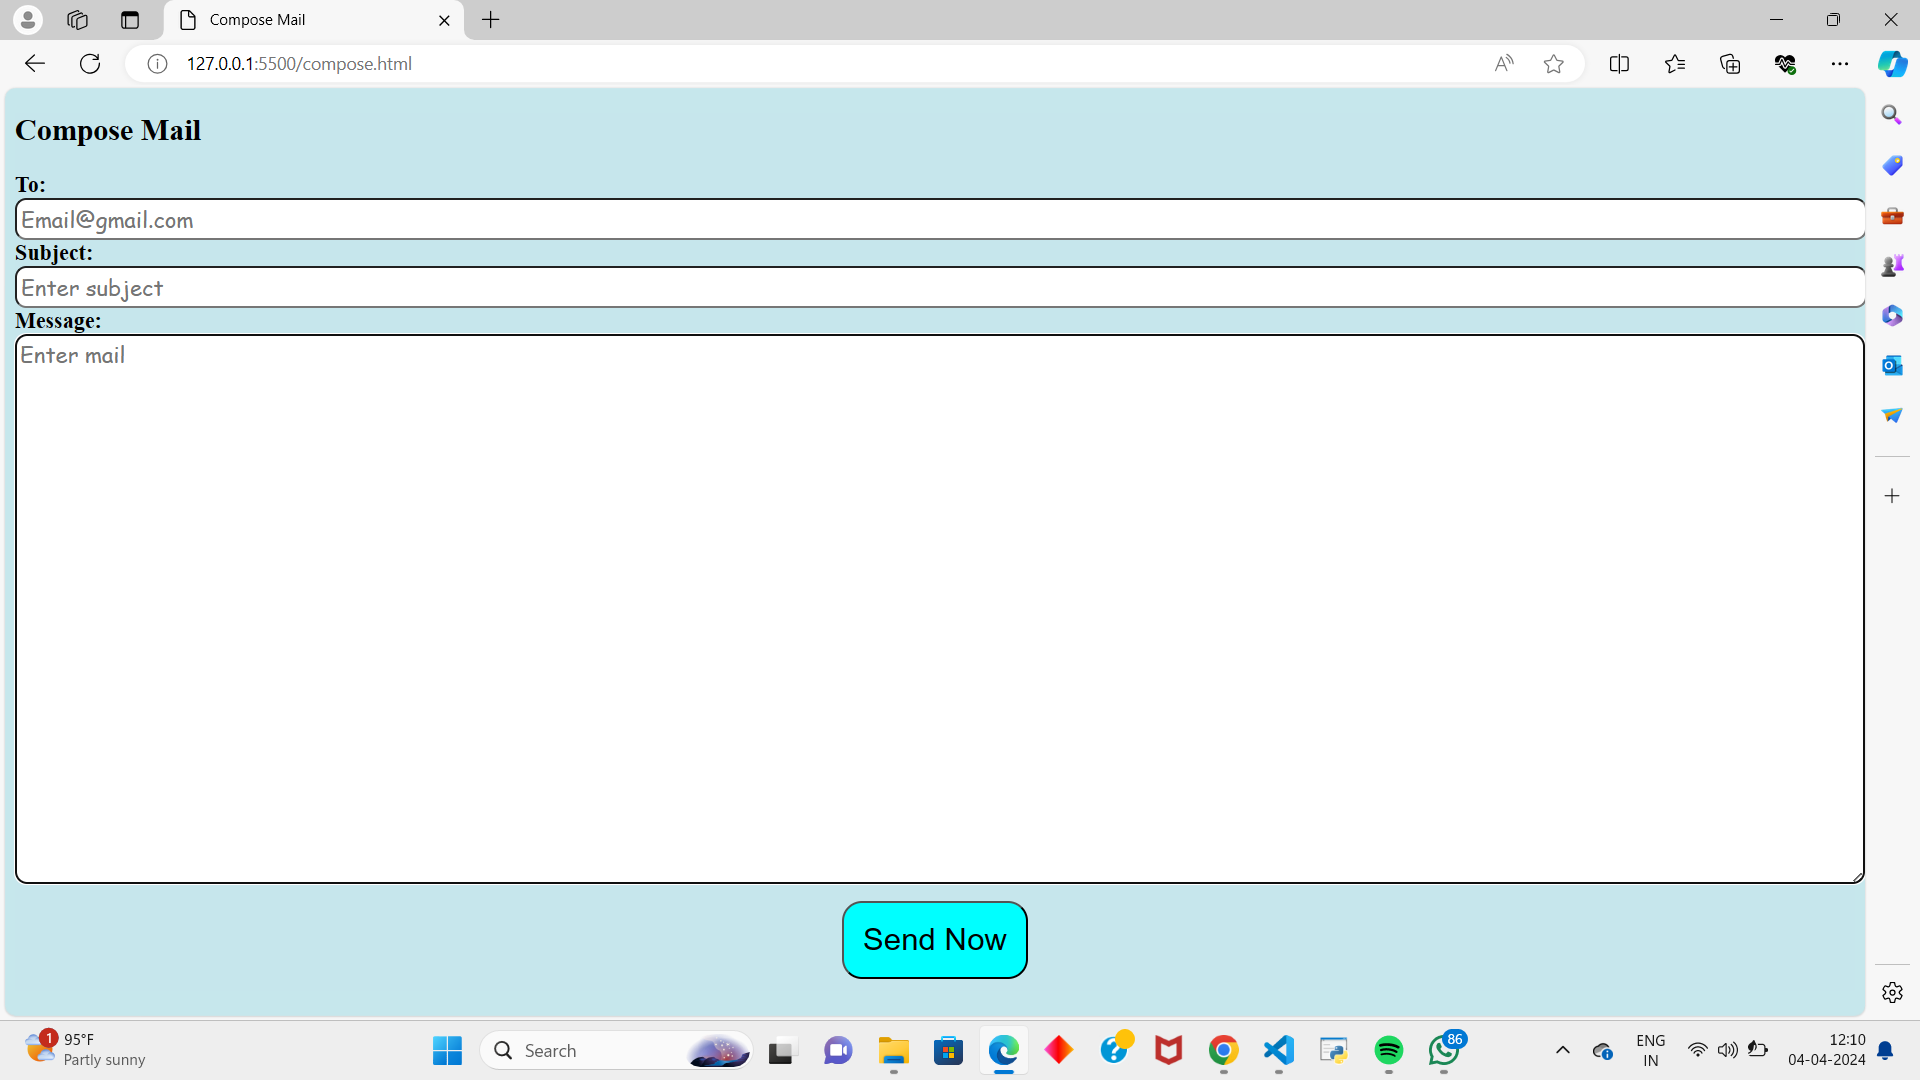 Compose Mail
127.0.0.1:5500/compose.html
Compose Mail
To:
Email@gmail.com
Subject:
Enter subject
Message:
Enter mail
Send Now
1
95°F
Partly sunny
Search
86
ENG
IN
12:10
04-04-2024